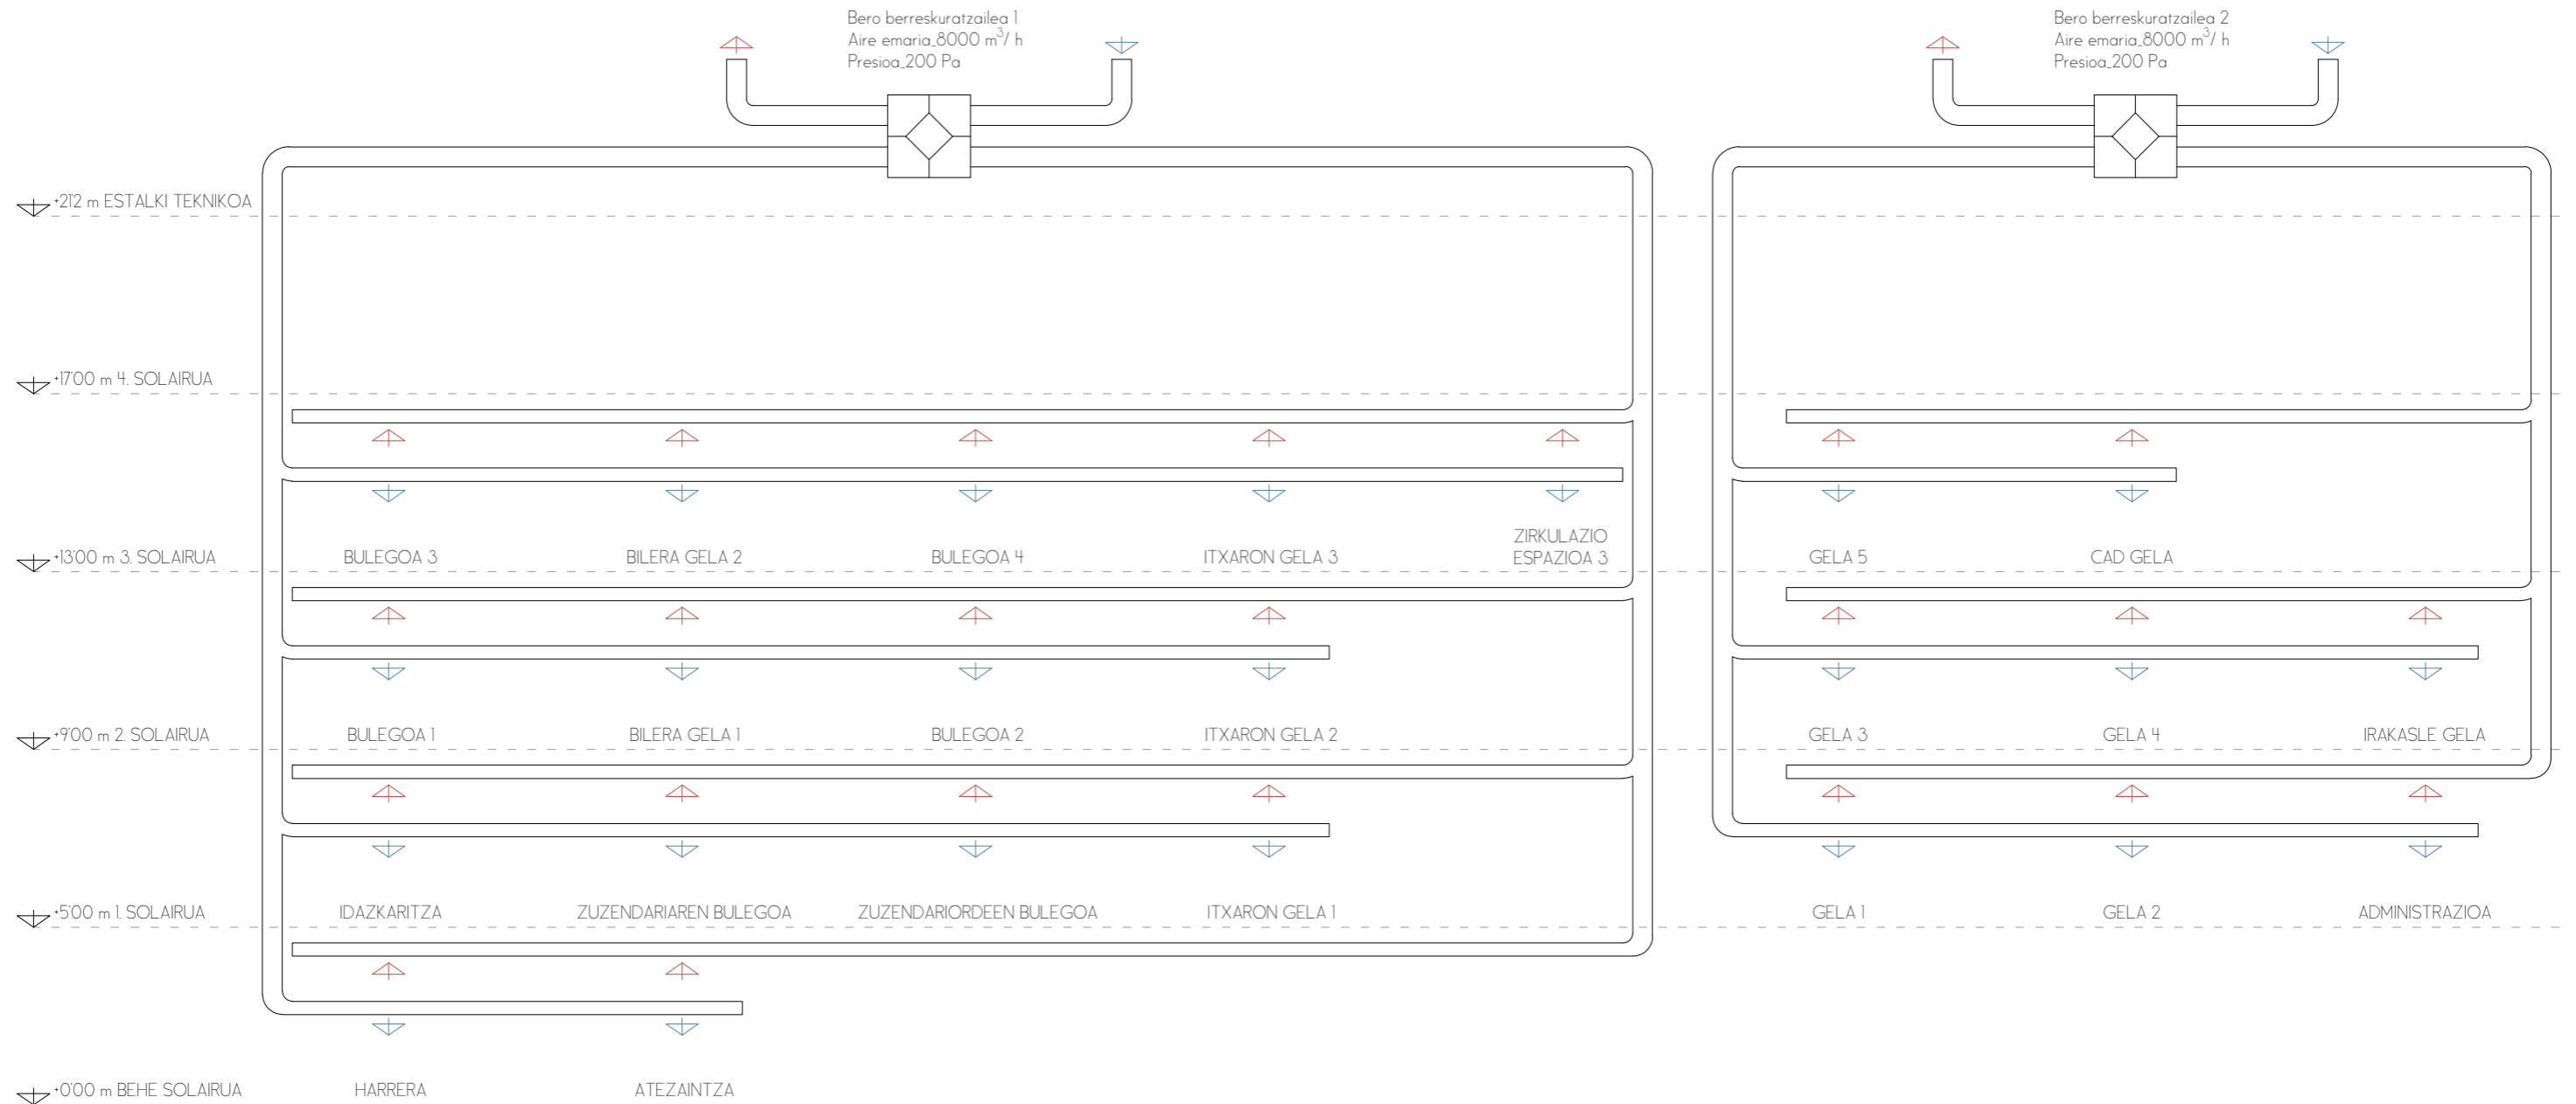 Bero berreskuratzailea 1
Aire emaria_8000 m³/ h
Presioa_200 Pa
Bero berreskuratzailea 2
Aire emaria_8000 m³/ h
Presioa_200 Pa
+21'2 m ESTALKI TEKNIKOA
+17'00 m 4. SOLAIRUA
+13'00 m 3. SOLAIRUA
BULEGOA 3
BILERA GELA 2
BULEGOA 4
ITXARON GELA 3
ZIRKULAZIO
ESPAZIOA 3
GELA 5
CAD GELA
+9'00 m 2. SOLAIRUA
BULEGOA 1
BILERA GELA 1
BULEGOA 2
ITXARON GELA 2
GELA 3
GELA 4
IRAKASLE GELA
+5'00 m 1. SOLAIRUA
IDAZKARITZA
ZUZENDARIAREN BULEGOA
ZUZENDARIORDEEN BULEGOA
ITXARON GELA 1
GELA 1
GELA 2
ADMINISTRAZIOA
+0'00 m BEHE SOLAIRUA
HARRERA
ATEZAINTZA